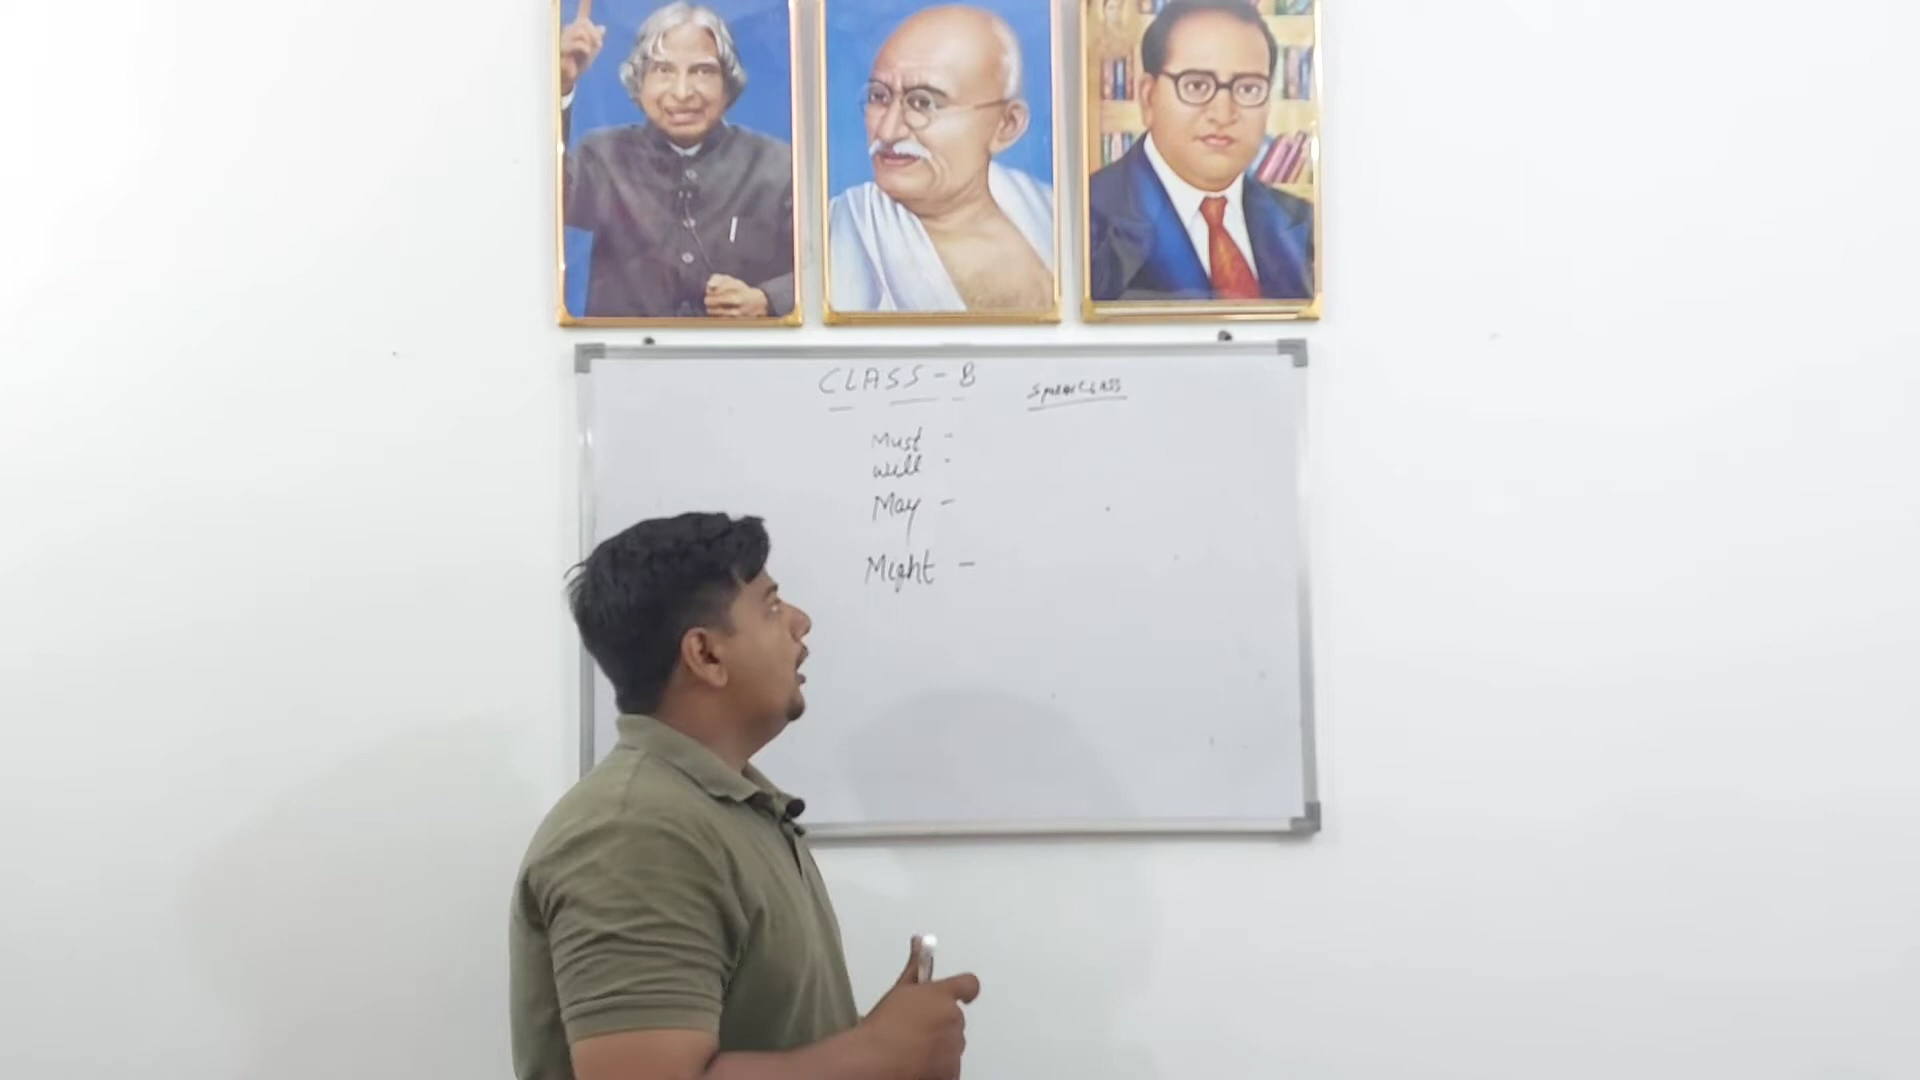 CLASS - 8
Must -
will -
May -
Might -